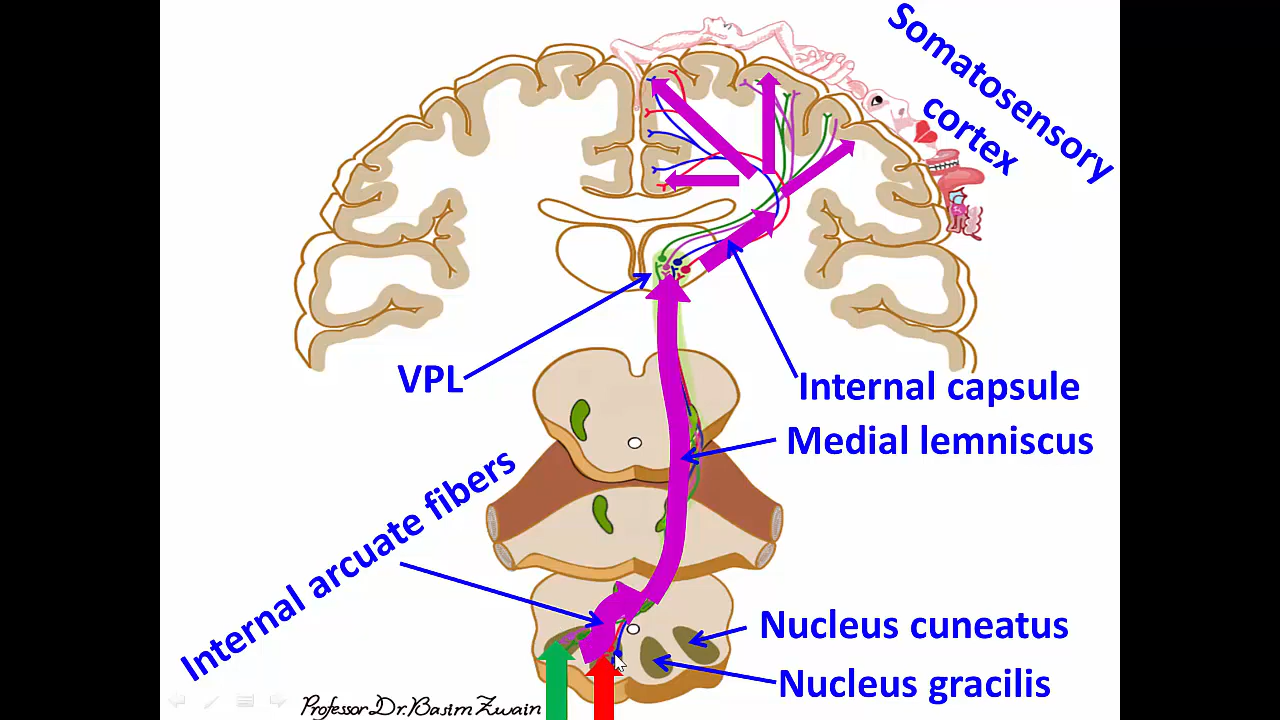 Somatosensory
cortex
VPL
Internal capsule
Medial lemniscus
Internal arcuate fibers
Nucleus cuneatus
Nucleus gracilis
Professor Dr. Basim Zwain